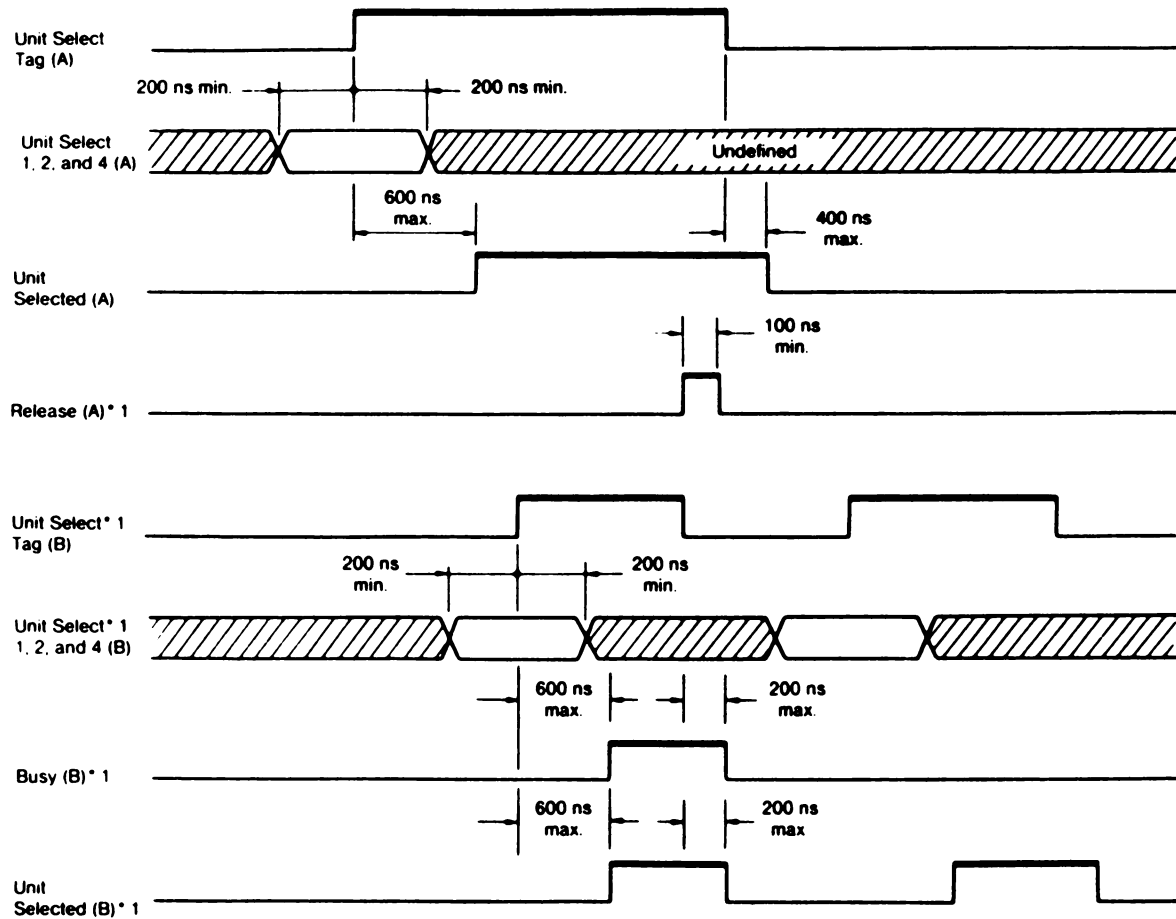 Unit Select
Tag (A)
200 ns min.
200 ns min.
Unit Select
1, 2, and 4 (A)
Undefined
600 ns
max.
400 ns
max.
Unit
Selected (A)
100 ns
min.
Release (A)* 1
Unit Select* 1
Tag (B)
200 ns
min.
200 ns
min.
Unit Select* 1
1, 2, and 4 (B)
600 ns
max.
200 ns
max.
Busy (B)* 1
600 ns
max.
200 ns
max
Unit
Selected (B)* 1